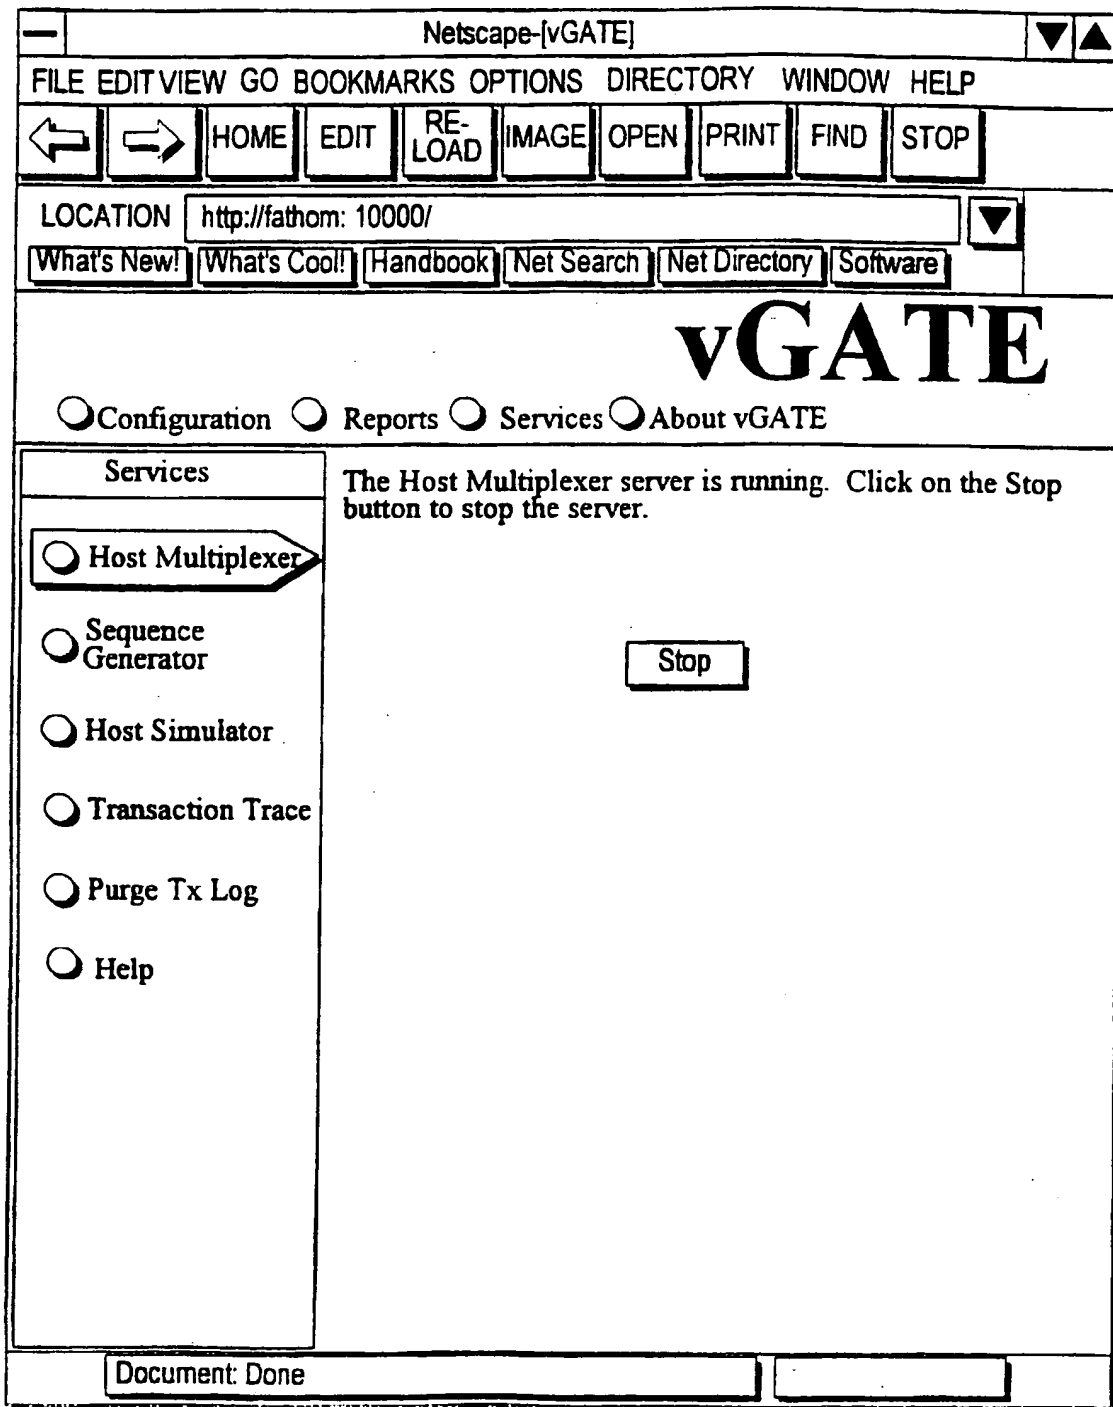 Netscape-[vGATE]
FILE EDIT VIEW GO BOOKMARKS OPTIONS DIRECTORY WINDOW HELP
HOME EDIT RE-LOAD IMAGE OPEN PRINT FIND STOP
LOCATION http://fathom: 10000/
What's New! What's Cool! Handbook Net Search Net Directory Software
vGATE
Configuration Reports Services About vGATE
Services
Host Multiplexer
Sequence
Generator
Host Simulator
Transaction Trace
Purge Tx Log
Help
The Host Multiplexer server is running. Click on the Stop
button to stop the server.
Stop
Document: Done